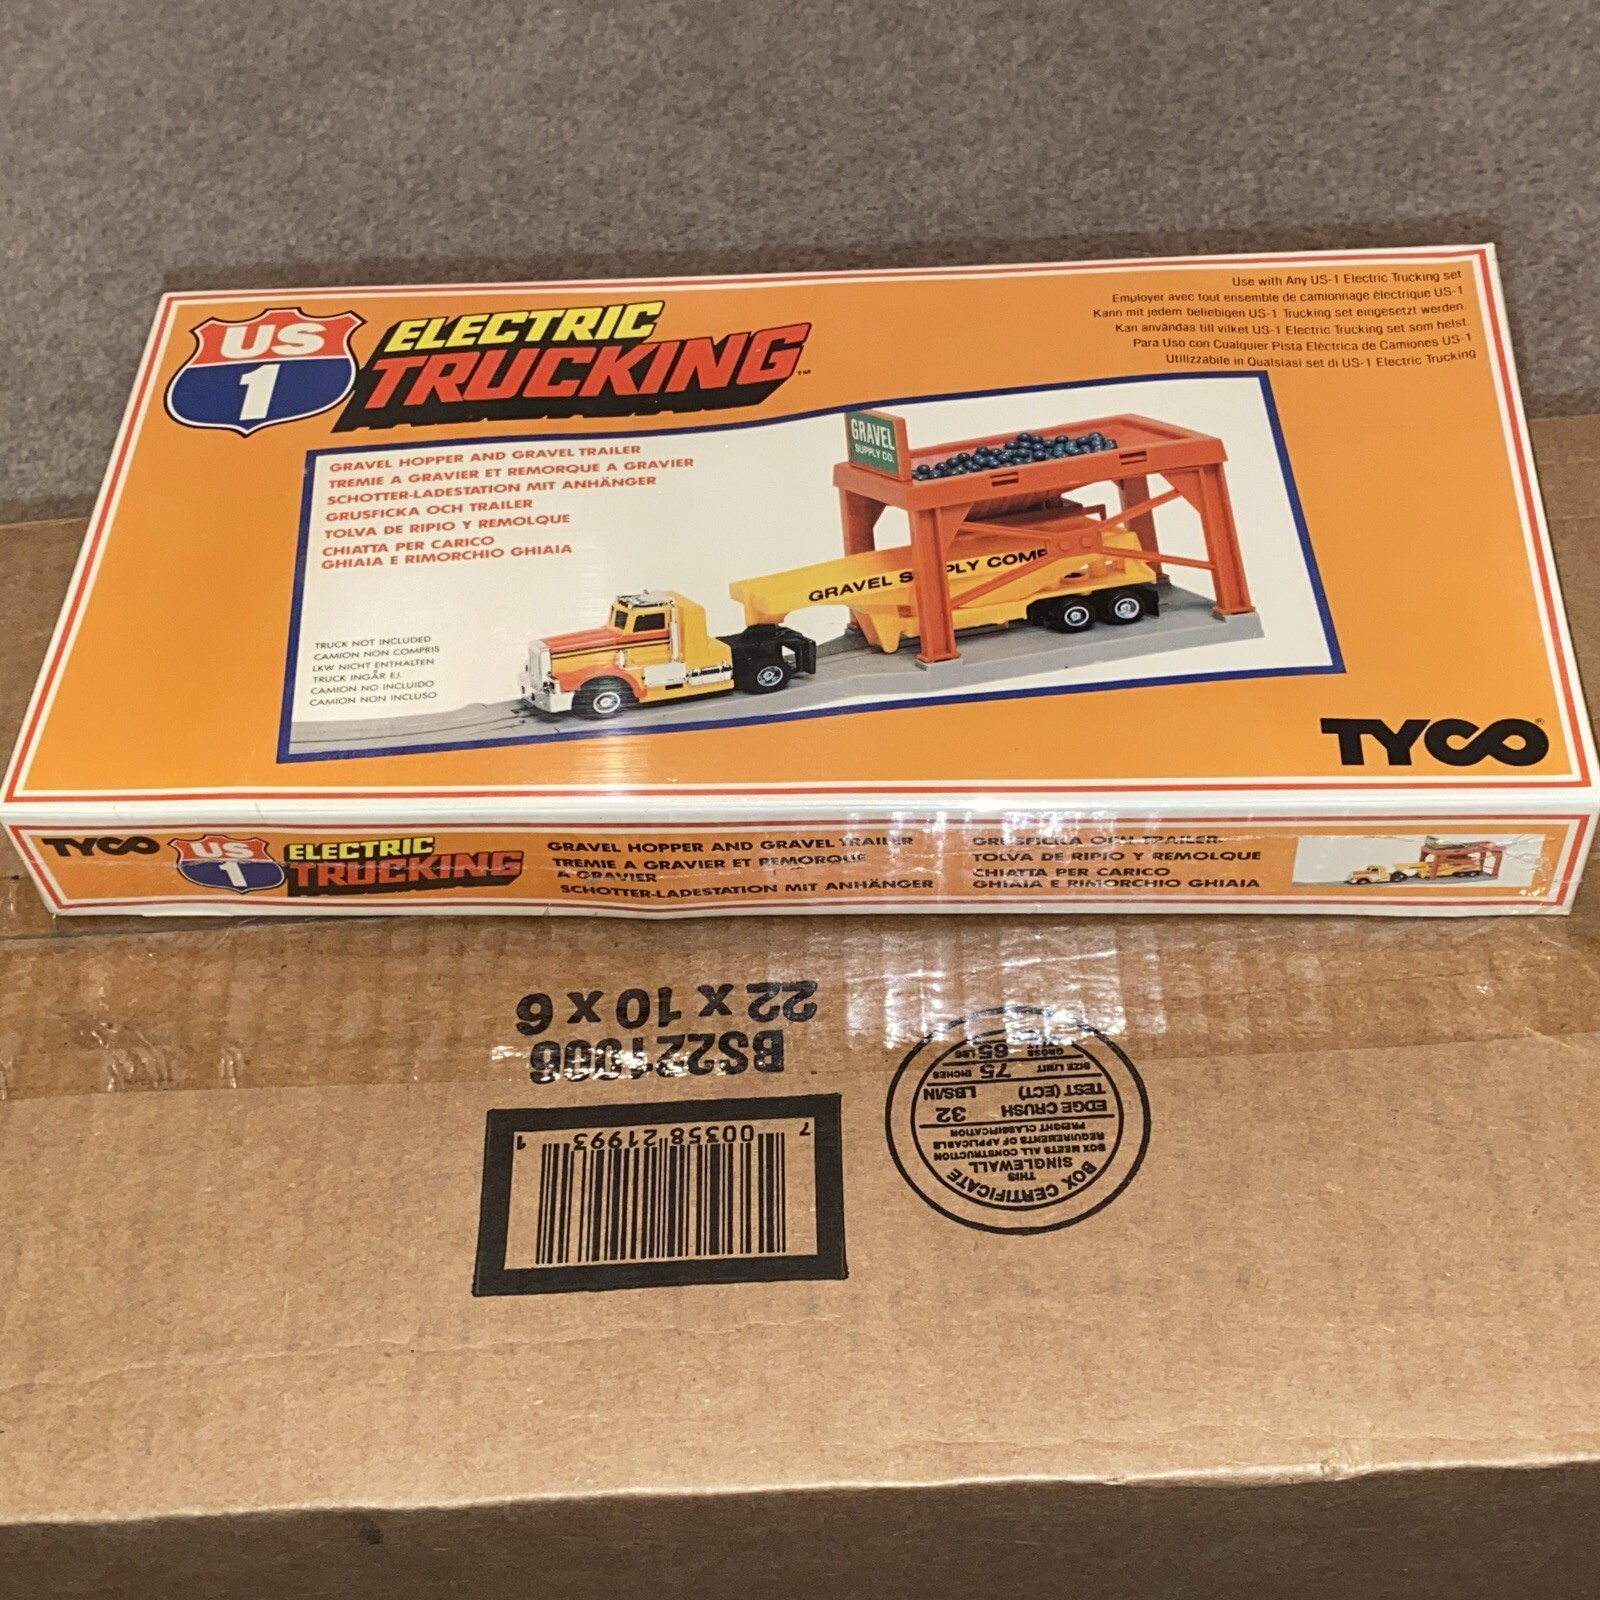 US
1
ELECTRIC
TRUCKING™
Use with Any US-1 Electric Trucking set
Employer avec tout ensemble de camionnage électrique US-1
Kann mit jedem beliebigen US-1 Trucking set eingesetzt werden.
Kan användas till vilket US-1 Electric Trucking set som helst.
Para Uso con Cualquier Pista Eléctrica de Camiones US-1
Utilizzabile in Qualsiasi set di US-1 Electric Trucking
GRAVEL HOPPER AND GRAVEL TRAILER
TREMIE A GRAVIER ET REMORQUE A GRAVIER
SCHOTTER-LADESTATION MIT ANHÄNGER
GRUSFICKA OCH TRAILER
TOLVA DE RIPIO Y REMOLQUE
CHIATTA PER CARICO
GHIAIA E RIMORCHIO GHIAIA
GRAVEL
SUPPLY CO.
GRAVEL S PLY COMP
TRUCK NOT INCLUDED
CAMION NON COMPRIS
LKW NICHT ENTHALTEN
TRUCK INGÅR EJ.
CAMION NO INCLUIDO
CAMION NON INCLUSO
TYCO®
TYCO
US
1
ELECTRIC
TRUCKING
GRAVEL HOPPER AND GRAVEL TRAILER
TREMIE A GRAVIER ET REMORQUE
A GRAVIER
SCHOTTER-LADESTATION MIT ANHÄNGER
GRUSFICKA OCH TRAILER
TOLVA DE RIPIO Y REMOLQUE
CHIATTA PER CARICO
GHIAIA E RIMORCHIO GHIAIA
22 x 10 x 6
BS221006
7 00358 21993 1
BOX CERTIFICATE
THIS
SINGLEWALL
BOX MEETS ALL CONSTRUCTION
REQUIREMENTS OF APPLICABLE
FREIGHT CLASSIFICATION
EDGE CRUSH
TEST (ECT) 32 LBS/IN
SIZE LIMIT 75 INCHES
GROSS 65 LBS